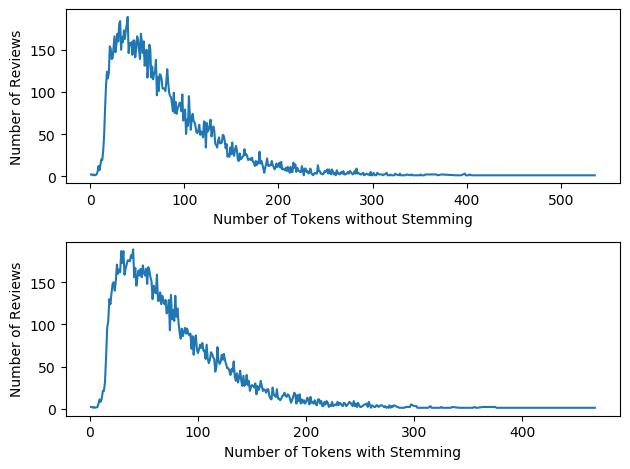 Number of Reviews
150
100
50
0
0 100 200 300 400 500
Number of Tokens without Stemming
Number of Reviews
150
100
50
0
0 100 200 300 400
Number of Tokens with Stemming